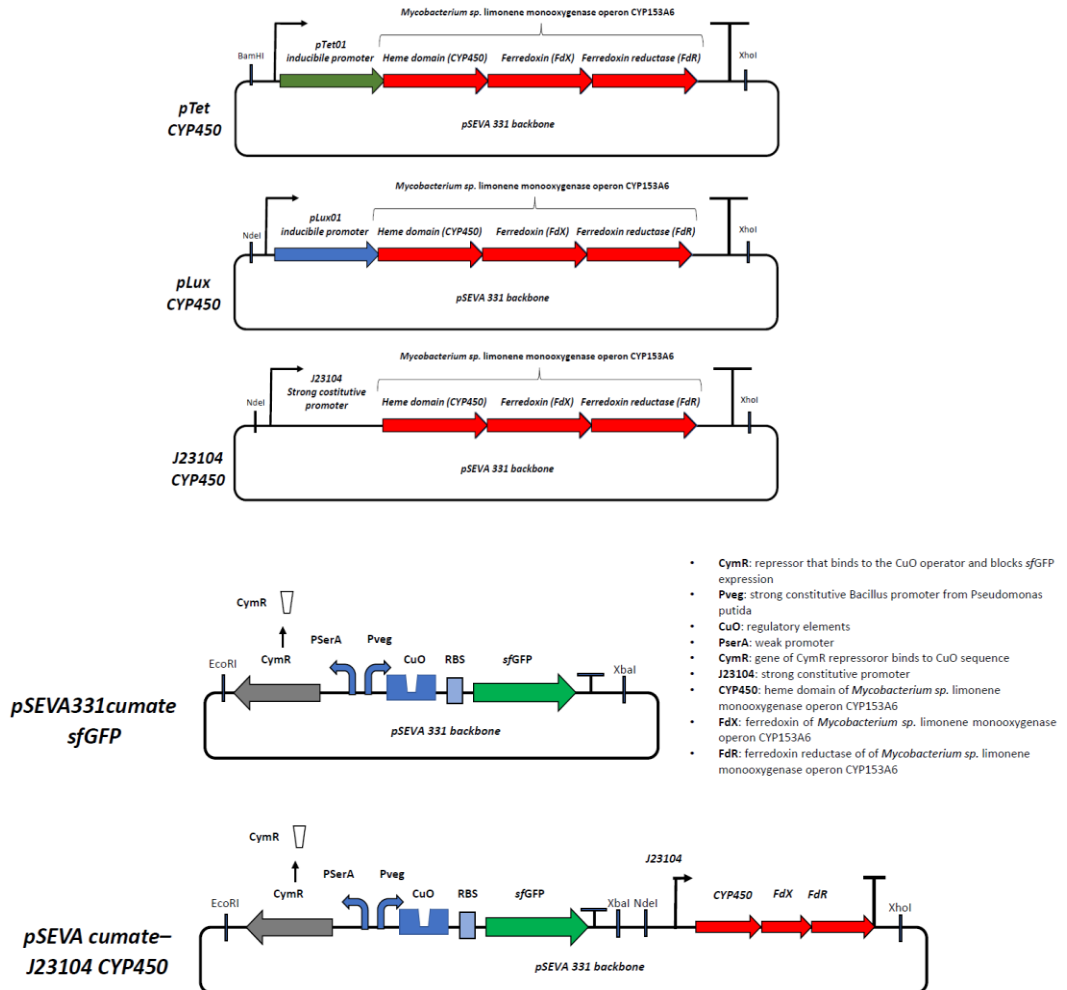 Mycobacterium sp. limonene monooxygenase operon CYP153A6
pTet01
inducibile promoter
Heme domain (CYP450)
Ferredoxin (FdX)
Ferredoxin reductase (FdR)
BamHI
XhoI
pTet
CYP450
pSEVA 331 backbone
Mycobacterium sp. limonene monooxygenase operon CYP153A6
pLux01
inducibile promoter
Heme domain (CYP450)
Ferredoxin (FdX)
Ferredoxin reductase (FdR)
NdeI
XhoI
pLux
CYP450
pSEVA 331 backbone
Mycobacterium sp. limonene monooxygenase operon CYP153A6
J23104
Strong costitutive
promoter
Heme domain (CYP450)
Ferredoxin (FdX)
Ferredoxin reductase (FdR)
NdeI
XhoI
J23104
CYP450
pSEVA 331 backbone
CymR
PSerA
Pveg
EcoRI
CymR
CuO
RBS
sfGFP
XbaI
pSEVA331cumate
sfGFP
pSEVA 331 backbone
• CymR: repressor that binds to the CuO operator and blocks sfGFP
expression
• Pveg: strong constitutive Bacillus promoter from Pseudomonas
putida
• CuO: regulatory elements
• PserA: weak promoter
• CymR: gene of CymR repressoror binds to CuO sequence
• J23104: strong constitutive promoter
• CYP450: heme domain of Mycobacterium sp. limonene
monooxygenase operon CYP153A6
• FdX: ferredoxin of Mycobacterium sp. limonene monooxygenase
operon CYP153A6
• FdR: ferredoxin reductase of of Mycobacterium sp. limonene
monooxygenase operon CYP153A6
CymR
J23104
PSerA
Pveg
EcoRI
CymR
CuO
RBS
sfGFP
XbaI
NdeI
CYP450
FdX
FdR
XhoI
pSEVA cumate–
J23104 CYP450
pSEVA 331 backbone